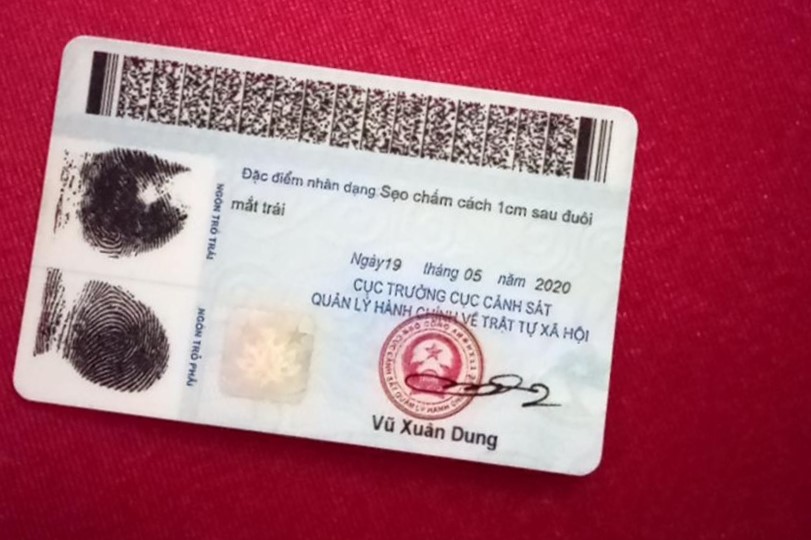 Đặc điểm nhân dạng Sẹo chấm cách 1cm sau đuôi
mắt trái
NGÓN TRỎ TRÁI
Ngày19 tháng 05 năm 2020
CỤC TRƯỞNG CỤC CẢNH SÁT
QUẢN LÝ HÀNH CHÍNH VỀ TRẬT TỰ XÃ HỘI
NGÓN TRỎ PHẢI
Vũ Xuân Dung